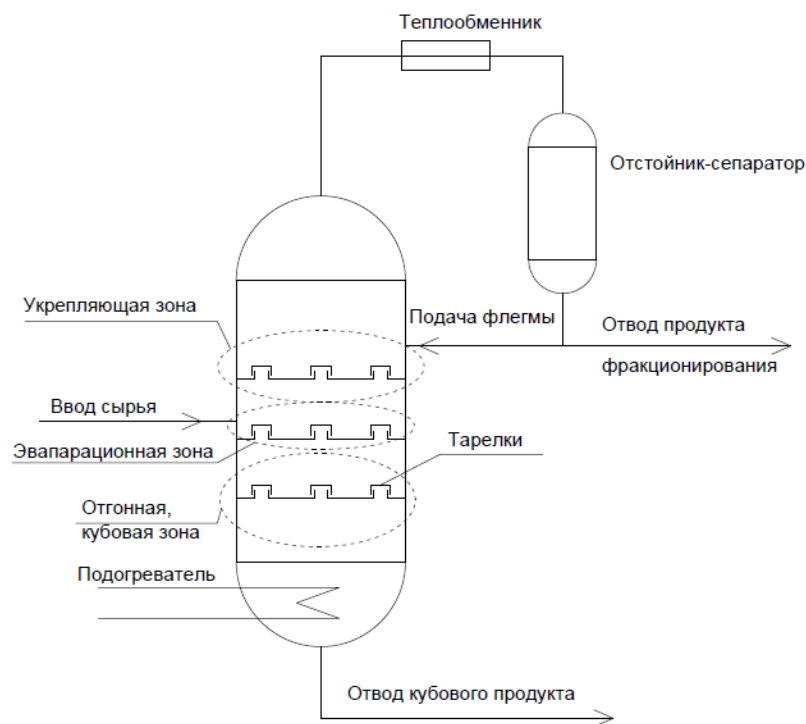 Теплообменник
Отстойник-сепаратор
Укрепляющая зона
Подача флегмы
Отвод продукта
фракционирования
Ввод сырья
Эвапарационная зона
Тарелки
Отгонная,
кубовая зона
Подогреватель
Отвод кубового продукта